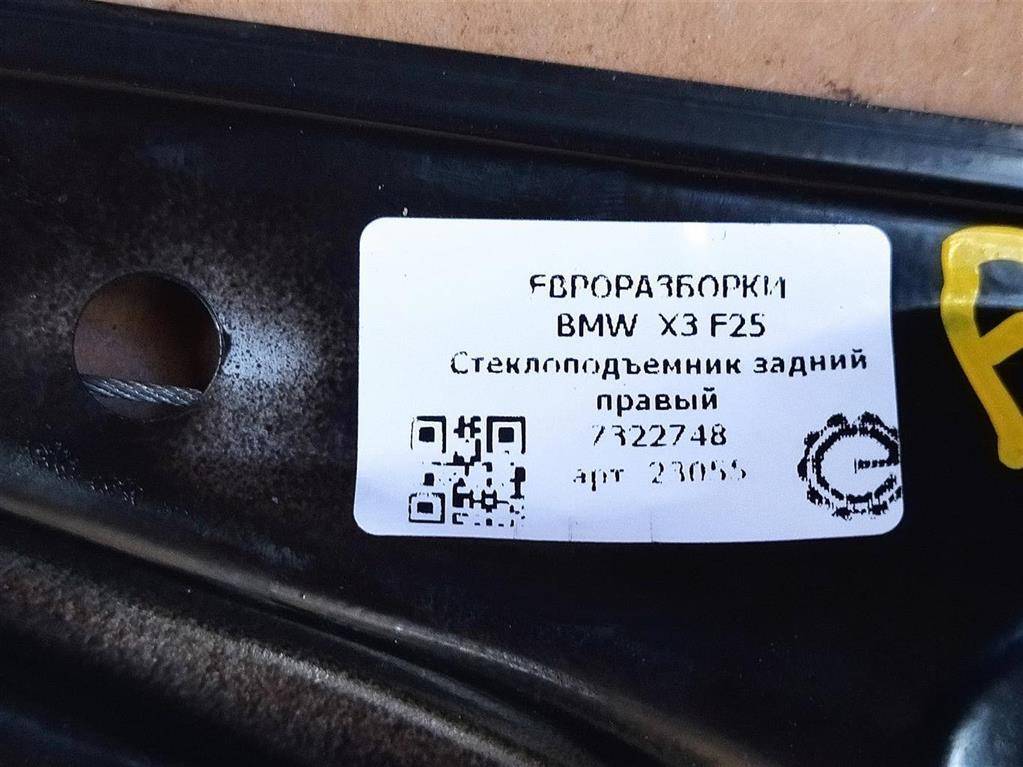 ЕВРОРАЗБОРКИ
BMW X3 F25
Стеклоподъемник задний
правый
7322748
арт 23055